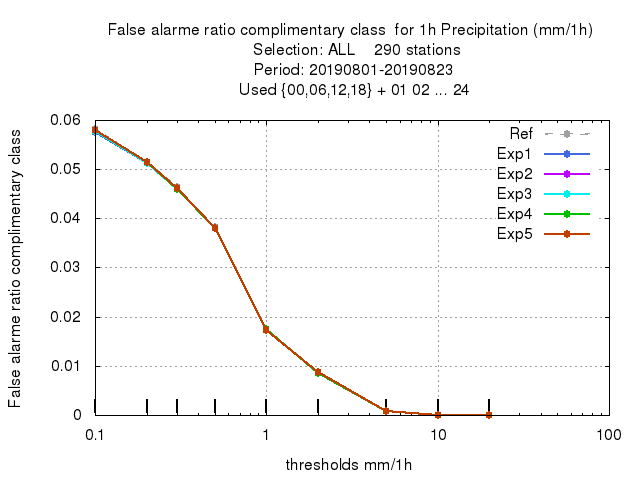 False alarme ratio complimentary class  for 1h Precipitation (mm/1h)
Selection: ALL    290 stations
Period: 20190801-20190823
Used {00,06,12,18} + 01 02 ... 24
False alarme ratio complimentary class
0.06
0.05
0.04
0.03
0.02
0.01
0
Ref
Exp1
Exp2
Exp3
Exp4
Exp5
0.1 1 10 100
thresholds mm/1h